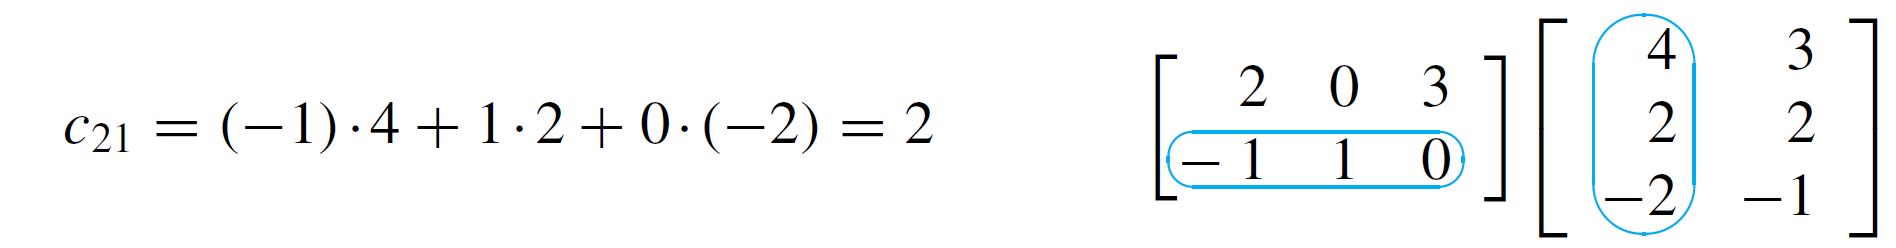 c₂₁ = (−1)·4 + 1·2 + 0·(−2) = 2
[ 2 0 3 ] [ 4 3 ]
[ −1 1 0 ] [ 2 2 ]
[ −2 −1 ]